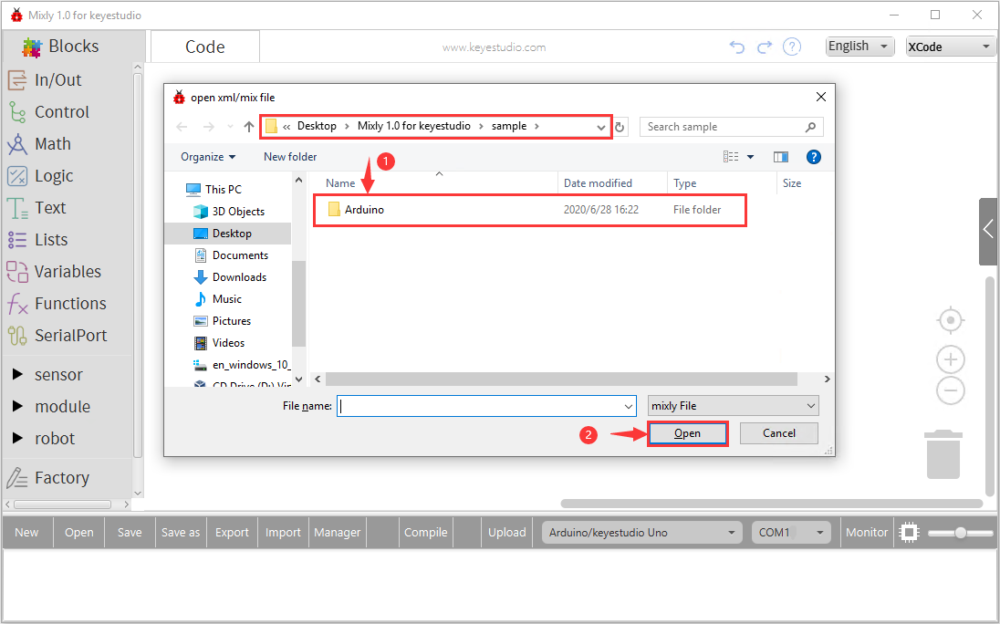 Mixly 1.0 for keyestudio
Blocks
Code
www.keyestudio.com
English
XCode
In/Out
Control
Math
Logic
Text
Lists
Variables
Functions
SerialPort
sensor
module
robot
Factory
open xml/mix file
« Desktop > Mixly 1.0 for keyestudio > sample >
Search sample
Organize
New folder
1
This PC
3D Objects
Desktop
Documents
Downloads
Music
Pictures
Videos
en_windows_10_
CD Drive (D:) Vir
Name
Date modified
Type
Size
Arduino
2020/6/28 16:22
File folder
File name:
mixly File
2
Open
Cancel
New
Open
Save
Save as
Export
Import
Manager
Compile
Upload
Arduino/keyestudio Uno
COM1
Monitor